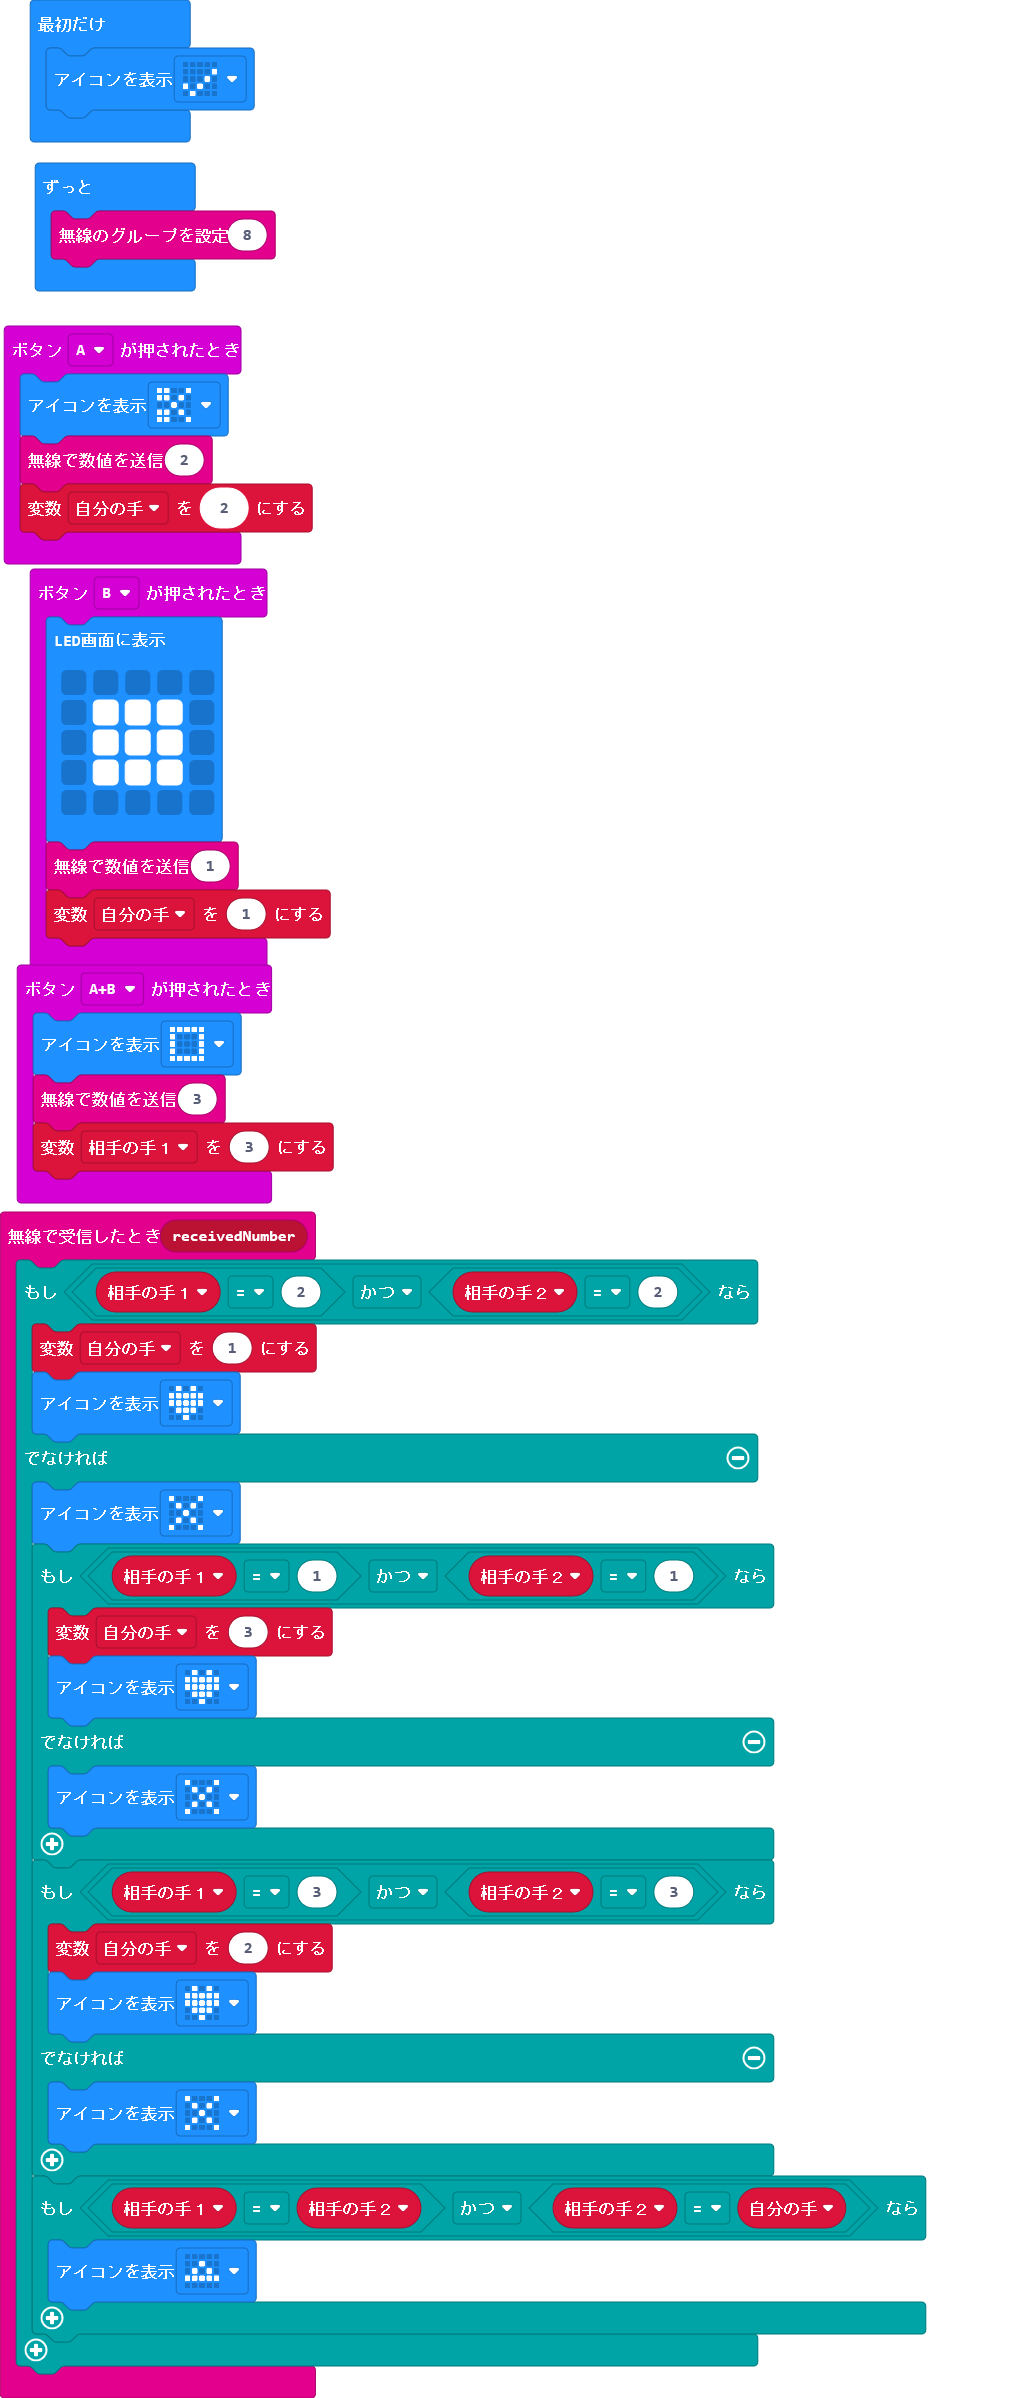 最初だけ
アイコンを表示
ずっと
無線のグループを設定 8
ボタン A が押されたとき
アイコンを表示
無線で数値を送信 2
変数 自分の手 を 2 にする
ボタン B が押されたとき
LED画面に表示
無線で数値を送信 1
変数 自分の手 を 1 にする
ボタン A+B が押されたとき
アイコンを表示
無線で数値を送信 3
変数 相手の手１ を 3 にする
無線で受信したとき receivedNumber
もし 相手の手１ = 2 かつ 相手の手２ = 2 なら
変数 自分の手 を 1 にする
アイコンを表示
でなければ
アイコンを表示
もし 相手の手１ = 1 かつ 相手の手２ = 1 なら
変数 自分の手 を 3 にする
アイコンを表示
でなければ
アイコンを表示
もし 相手の手１ = 3 かつ 相手の手２ = 3 なら
変数 自分の手 を 2 にする
アイコンを表示
でなければ
アイコンを表示
もし 相手の手１ = 相手の手２ かつ 相手の手２ = 自分の手 なら
アイコンを表示